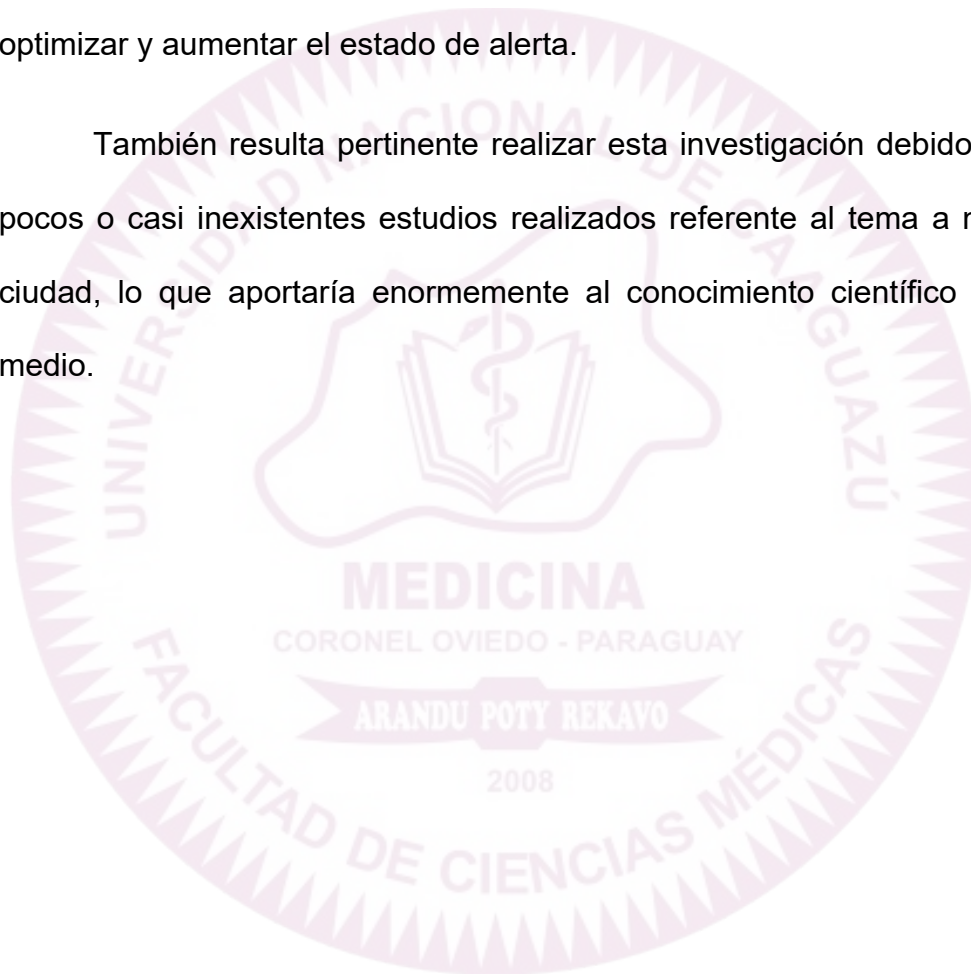 optimizar y aumentar el estado de alerta.
También resulta pertinente realizar esta investigación debido
pocos o casi inexistentes estudios realizados referente al tema a
ciudad, lo que aportaría enormemente al conocimiento científico
medio.
UNIVERSIDAD NACIONAL DE CAAGUAZÚ
MEDICINA
CORONEL OVIEDO - PARAGUAY
ARANDU POTY REKAVO
2008
FACULTAD DE CIENCIAS MÉDICAS